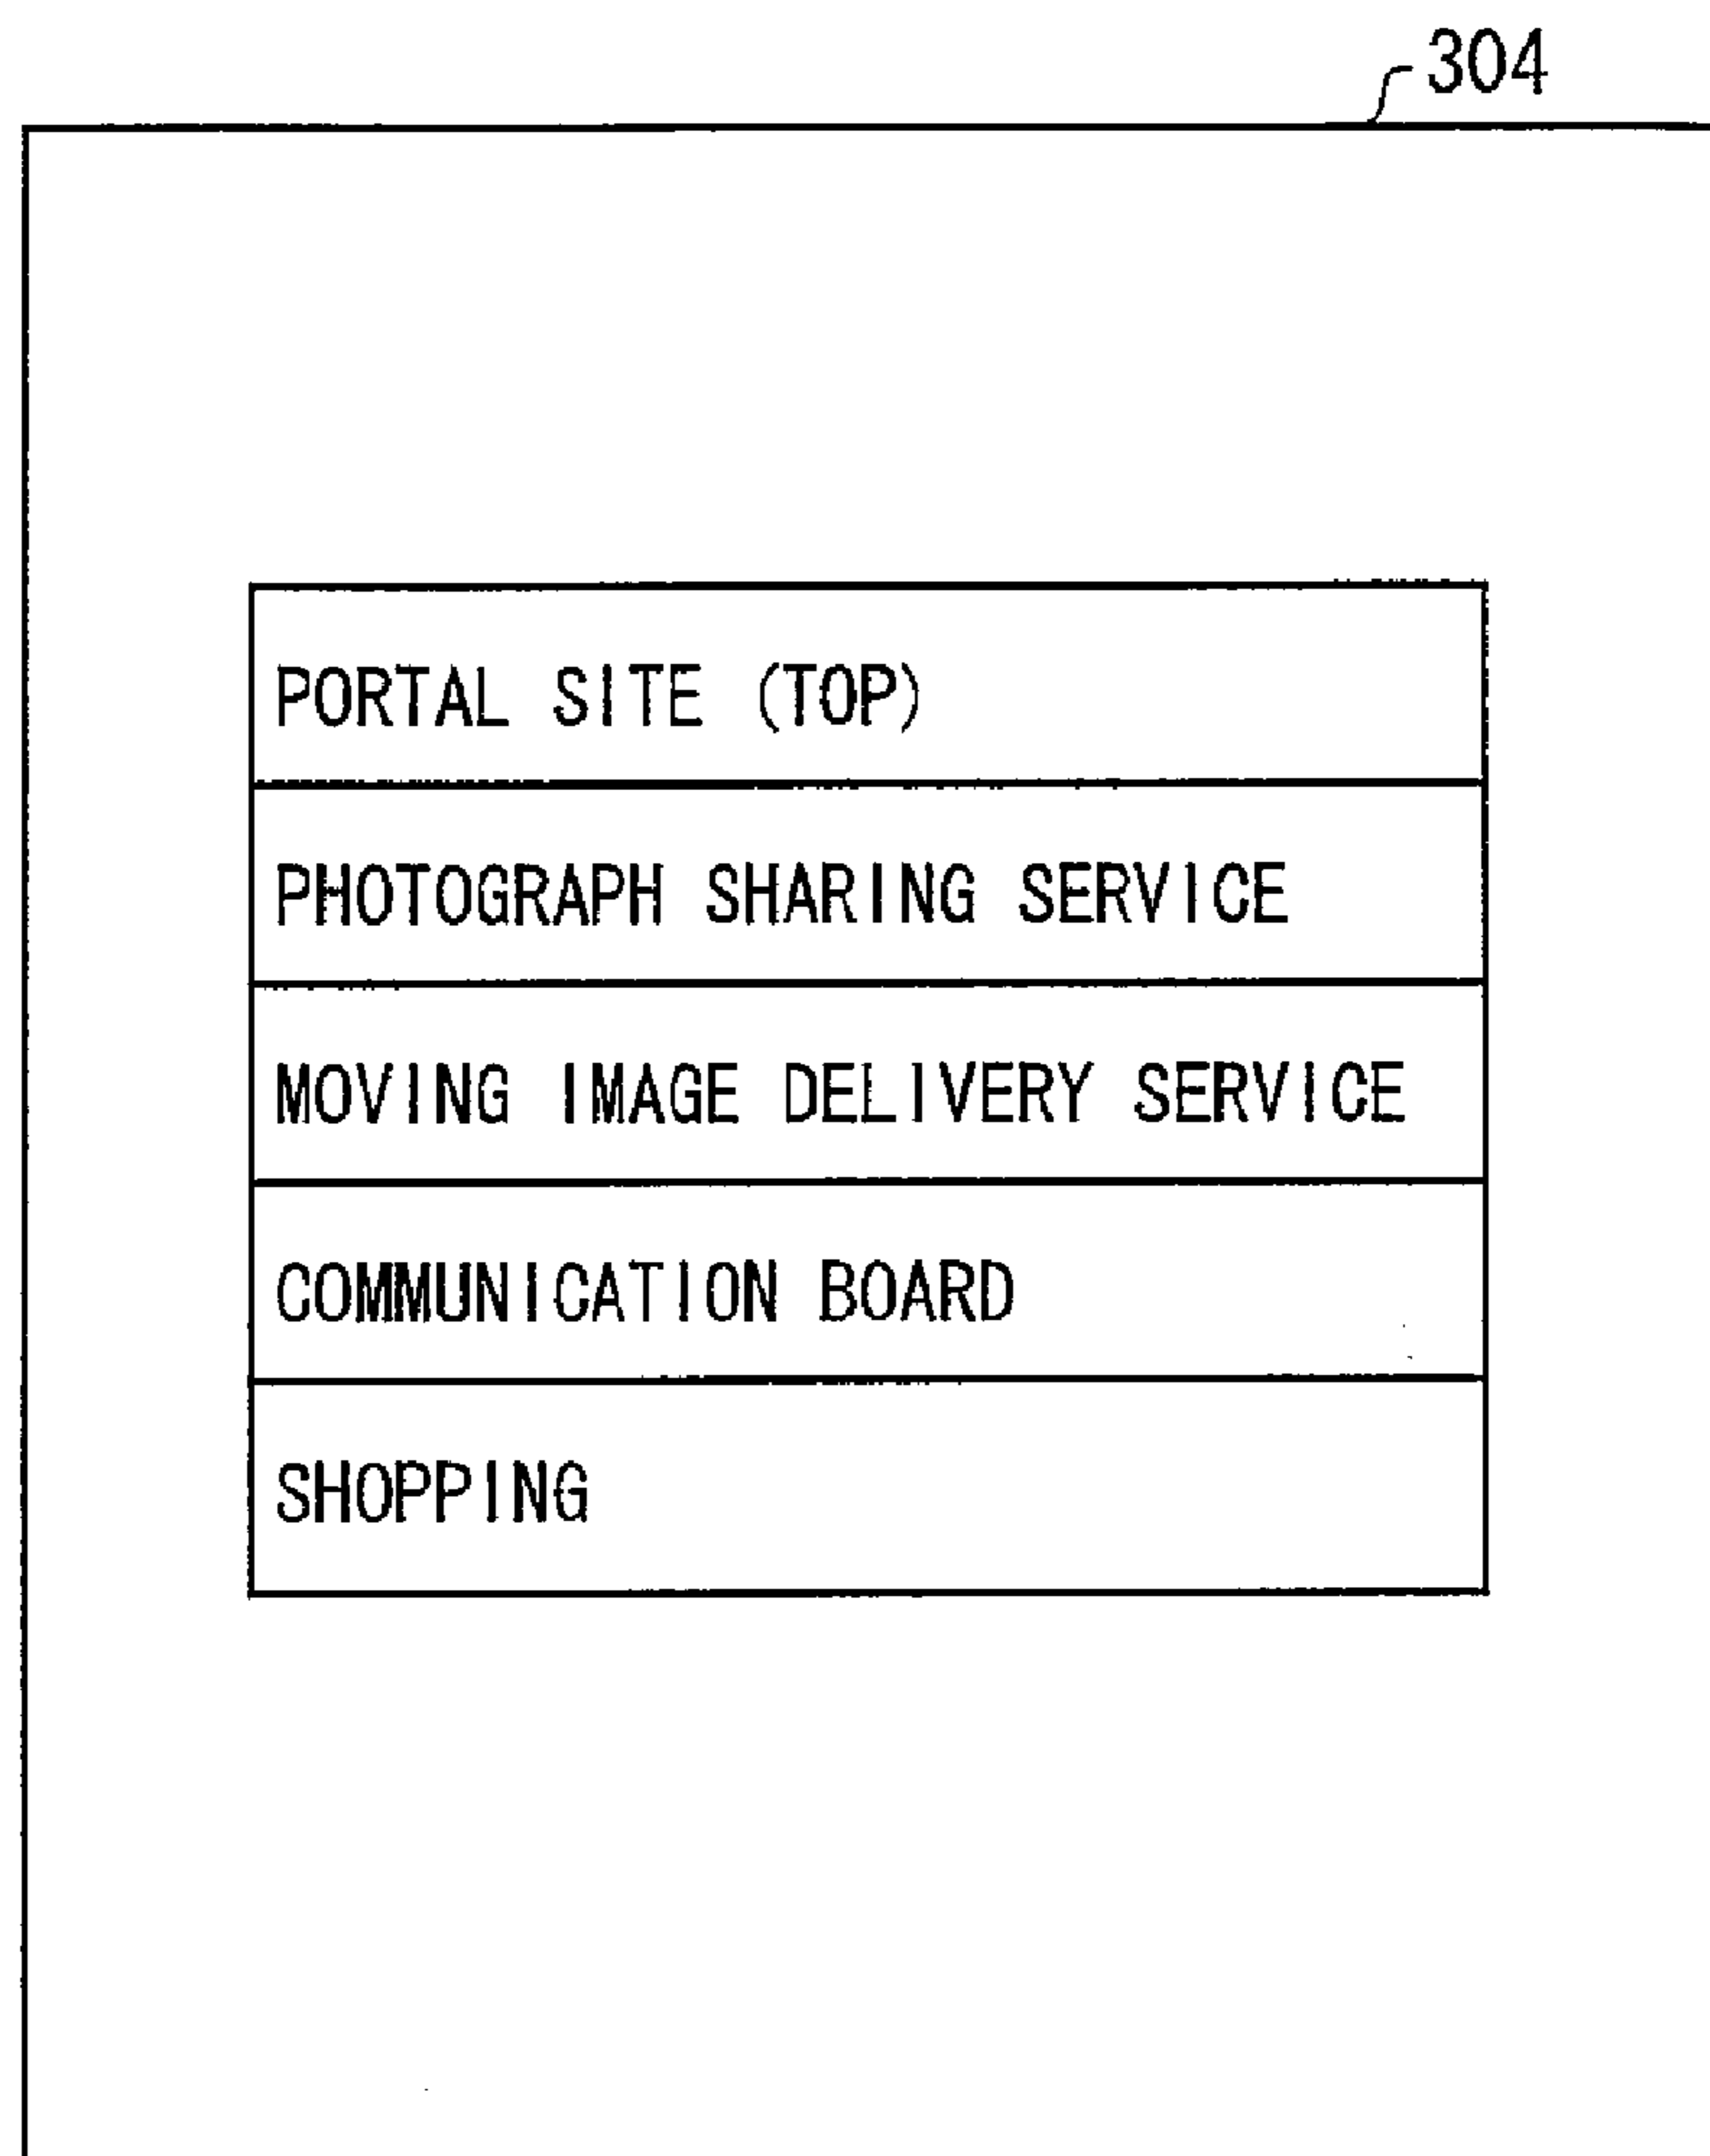 304
PORTAL SITE (TOP)
PHOTOGRAPH SHARING SERVICE
MOVING IMAGE DELIVERY SERVICE
COMMUNICATION BOARD
SHOPPING